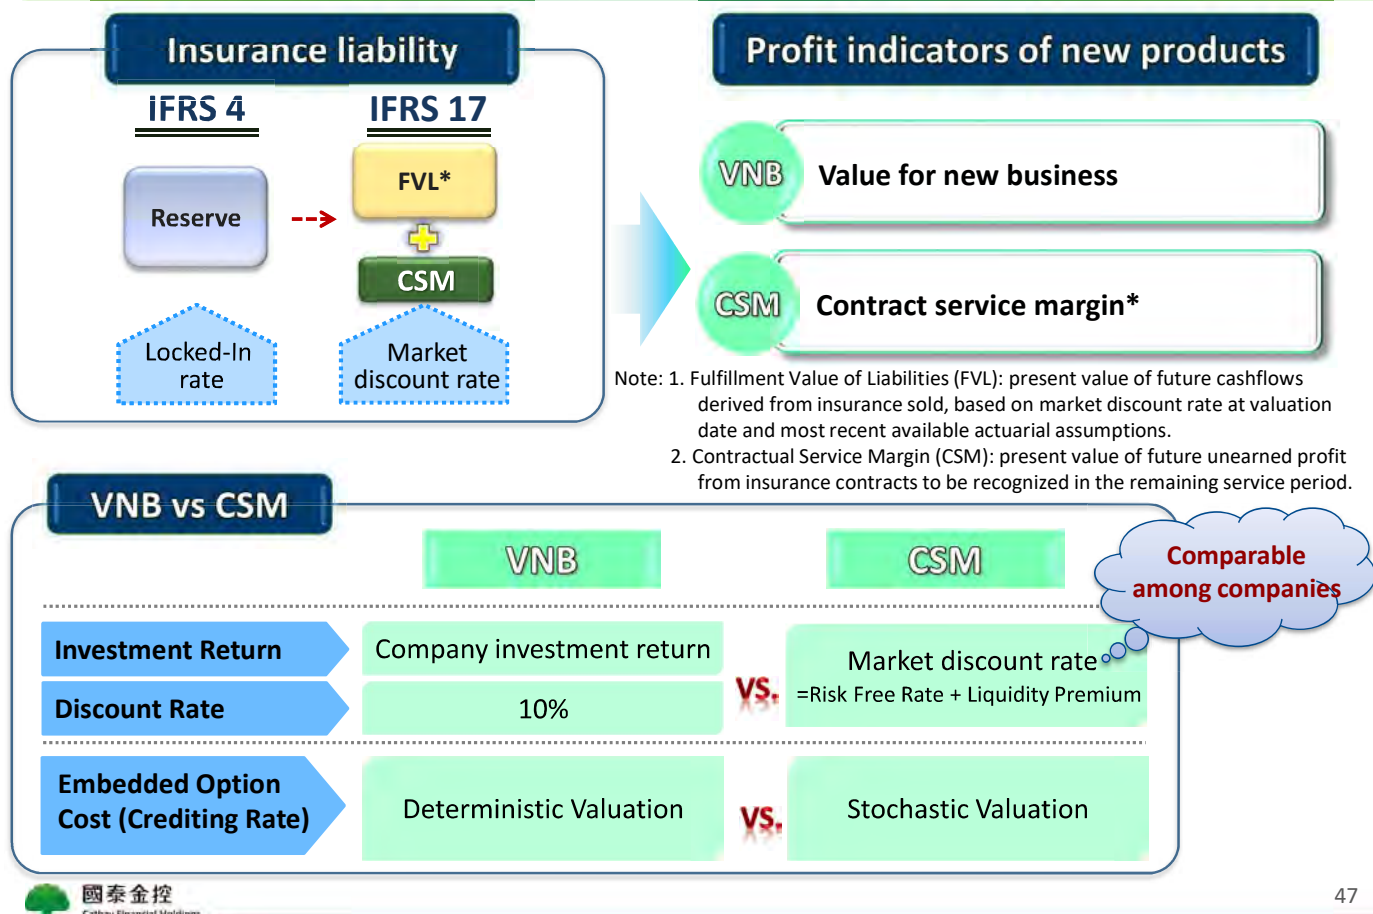 Insurance liability
IFRS 4
IFRS 17
Reserve
FVL*
CSM
Locked-In
rate
Market
discount rate
Profit indicators of new products
VNB
Value for new business
CSM
Contract service margin*
Note: 1. Fulfillment Value of Liabilities (FVL): present value of future cashflows
derived from insurance sold, based on market discount rate at valuation
date and most recent available actuarial assumptions.
2. Contractual Service Margin (CSM): present value of future unearned profit
from insurance contracts to be recognized in the remaining service period.
VNB vs CSM
VNB
CSM
Comparable
among companies
Investment Return
Company investment return
Discount Rate
10%
vs.
Market discount rate
=Risk Free Rate + Liquidity Premium
Embedded Option
Cost (Crediting Rate)
Deterministic Valuation
vs.
Stochastic Valuation
國泰金控
Cathay Financial Holdings
47